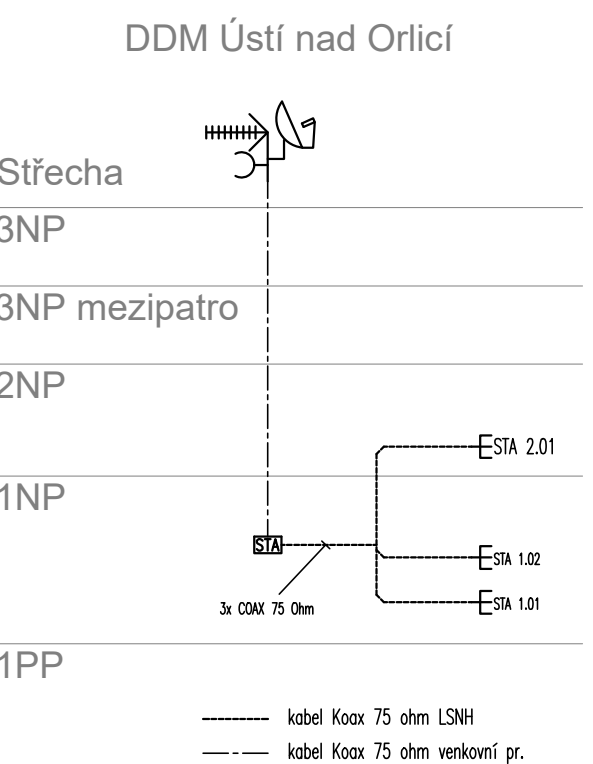 DDM Ústí nad Orlicí
Střecha
3NP
3NP mezipatro
2NP
STA 2.01
1NP
STA
STA 1.02
3x COAX 75 Ohm
STA 1.01
1PP
kabel Koax 75 ohm LSNH
kabel Koax 75 ohm venkovní pr.